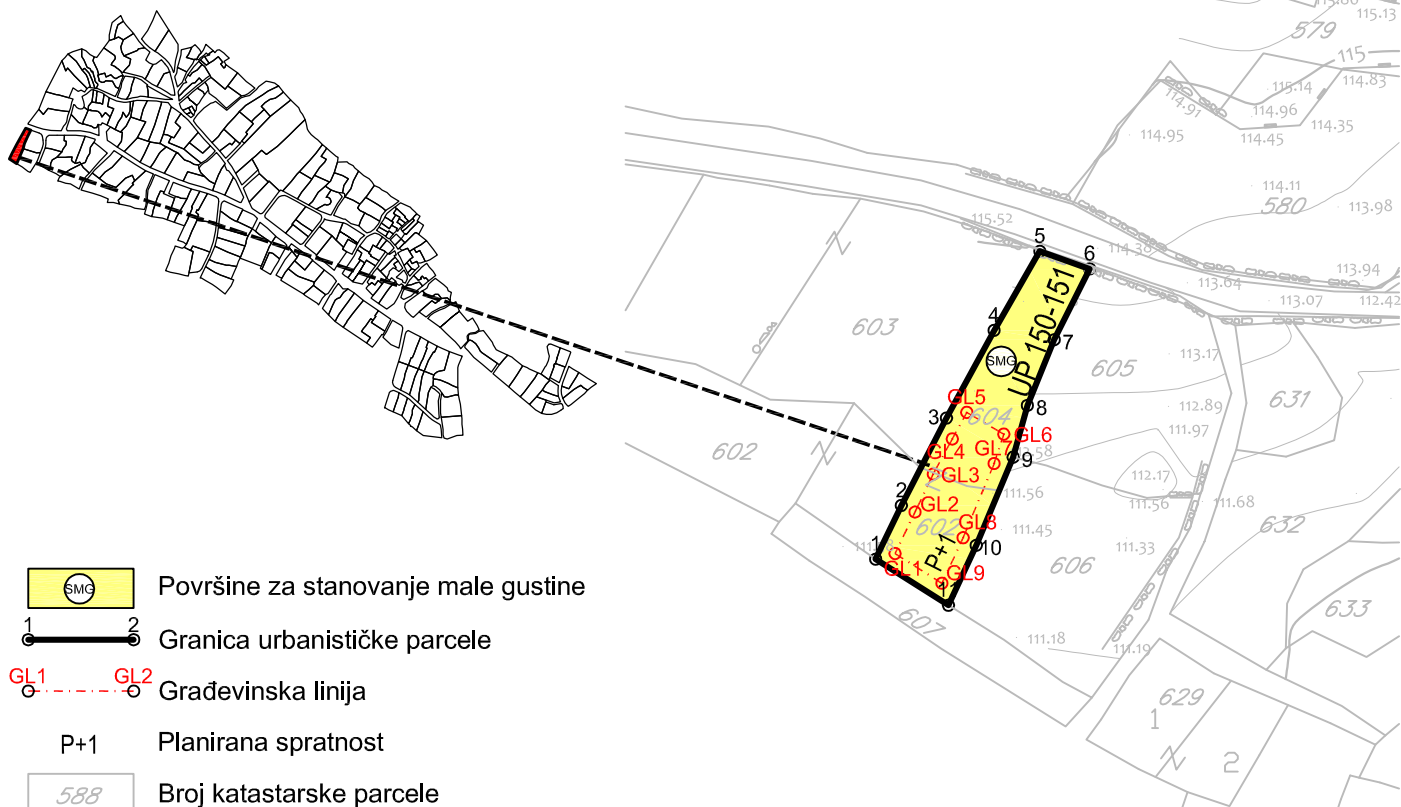 115.13
579
115
115.14
114.83
114.91
114.96
114.35
114.95
114.45
114.11
580
113.98
115.52
5
114.38
6
113.94
113.64
113.07
112.42
UP 150-151
603
4
7
SMG
113.17
605
GL5
8
3
604
112.89
631
GL6
111.97
GL4
GL7
9
602
112.17
GL3
2
111.56
111.56
111.68
GL2
602
111.45
632
GL8
1
10
111.33
P+1
606
GL1
GL9
607
633
111.18
111.19
629
1
2
SMG
Površine za stanovanje male gustine
1 2
Granica urbanističke parcele
GL1 GL2
Građevinska linija
P+1
Planirana spratnost
588
Broj katastarske parcele